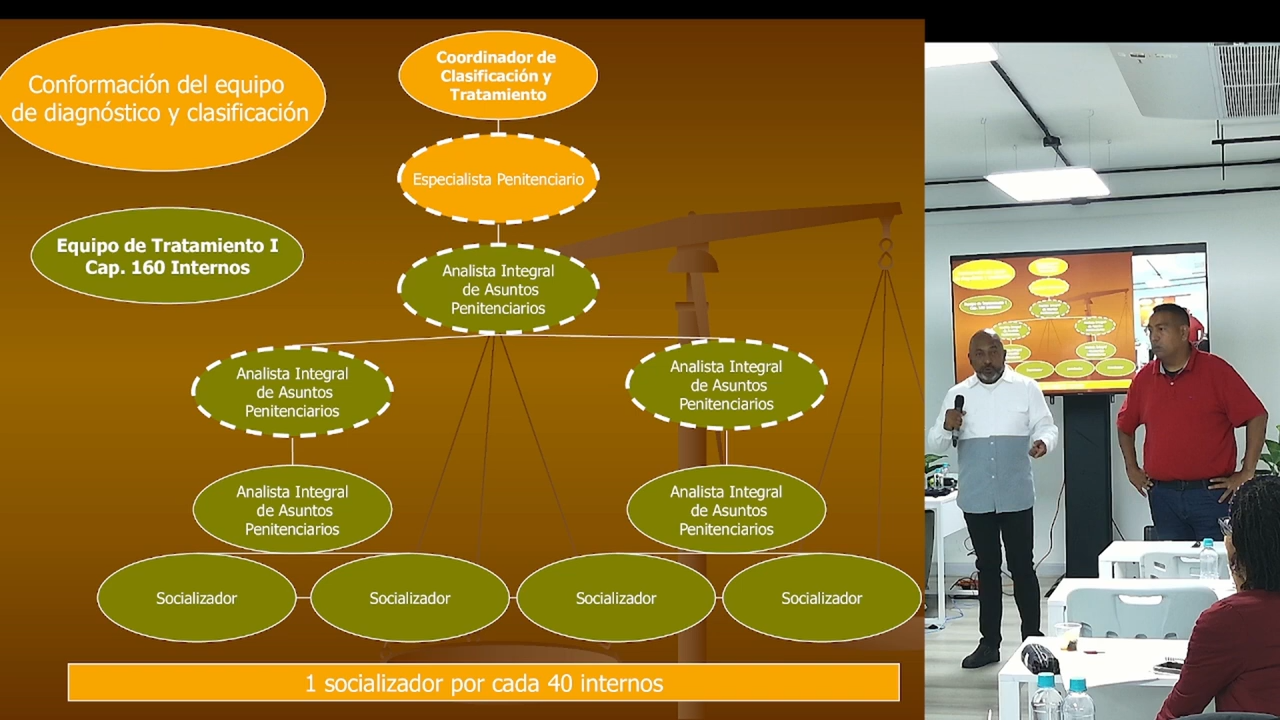 Conformación del equipo
de diagnóstico y clasificación
Coordinador de
Clasificación y
Tratamiento
Especialista Penitenciario
Equipo de Tratamiento I
Cap. 160 Internos
Analista Integral
de Asuntos
Penitenciarios
Analista Integral
de Asuntos
Penitenciarios
Analista Integral
de Asuntos
Penitenciarios
Analista Integral
de Asuntos
Penitenciarios
Analista Integral
de Asuntos
Penitenciarios
Socializador
Socializador
Socializador
Socializador
1 socializador por cada 40 internos